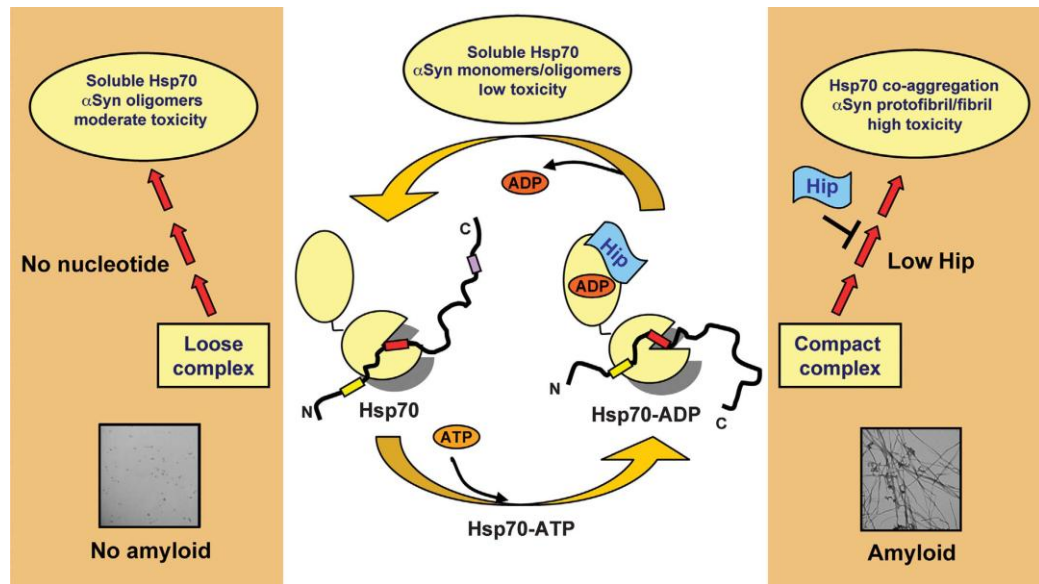 Soluble Hsp70
αSyn oligomers
moderate toxicity
No nucleotide
Loose
complex
No amyloid
Soluble Hsp70
αSyn monomers/oligomers
low toxicity
ADP
C
Hip
ADP
N
Hsp70
N
Hsp70-ADP
C
ATP
Hsp70-ATP
Hsp70 co-aggregation
αSyn protofibril/fibril
high toxicity
Hip
Low Hip
Compact
complex
Amyloid